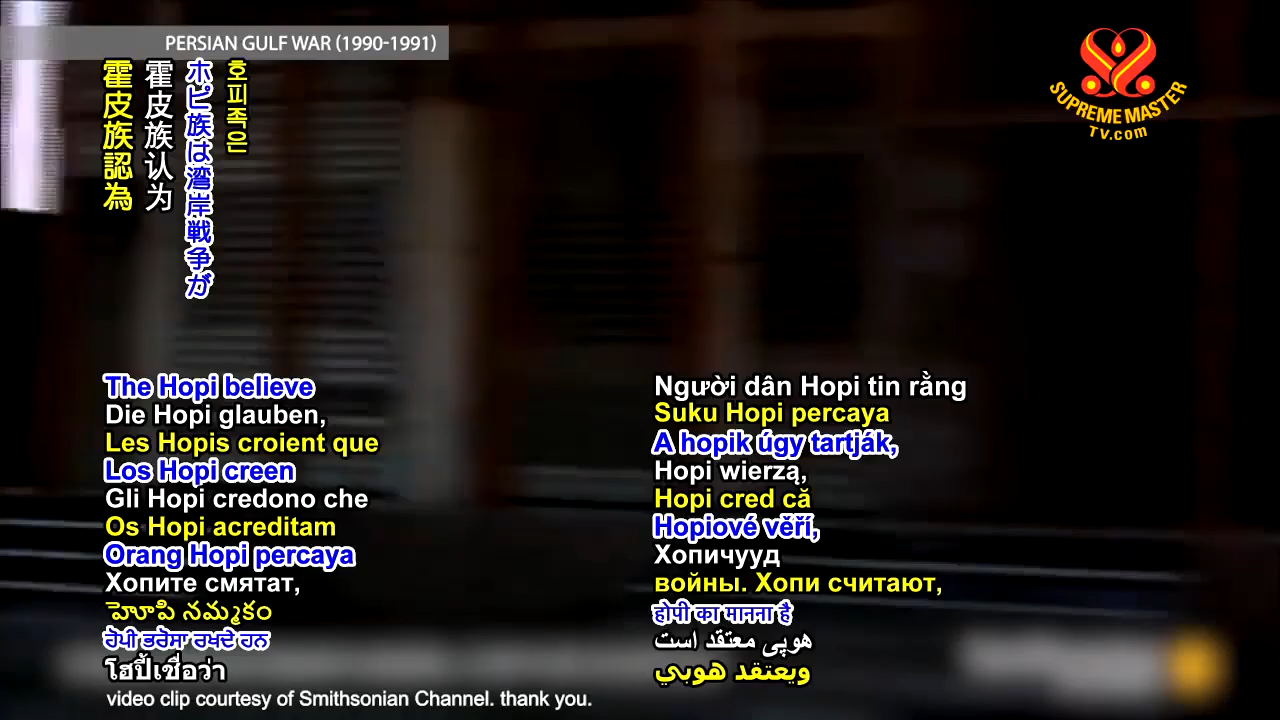 PERSIAN GULF WAR (1990-1991)
SUPREME MASTER
TV.com
霍皮族認為
霍皮族认为
ホピ族は湾岸戦争が
호피족은
The Hopi believe
Die Hopi glauben,
Les Hopis croient que
Los Hopi creen
Gli Hopi credono che
Os Hopi acreditam
Orang Hopi percaya
Хопите смятат,
హెూపి నమ్మకం
ਹੋਪੀ ਭਰੋਸਾ ਰਖਦੇ ਹਨ
โฮปี้เชื่อว่า
Người dân Hopi tin rằng
Suku Hopi percaya
A hopik úgy tartják,
Hopi wierzą,
Hopi cred că
Hopiové věří,
Хопичууд
войны. Хопи считают,
होपी का मानना है
هوپی معتقد است
ويعتقد هوبي
video clip courtesy of Smithsonian Channel. thank you.